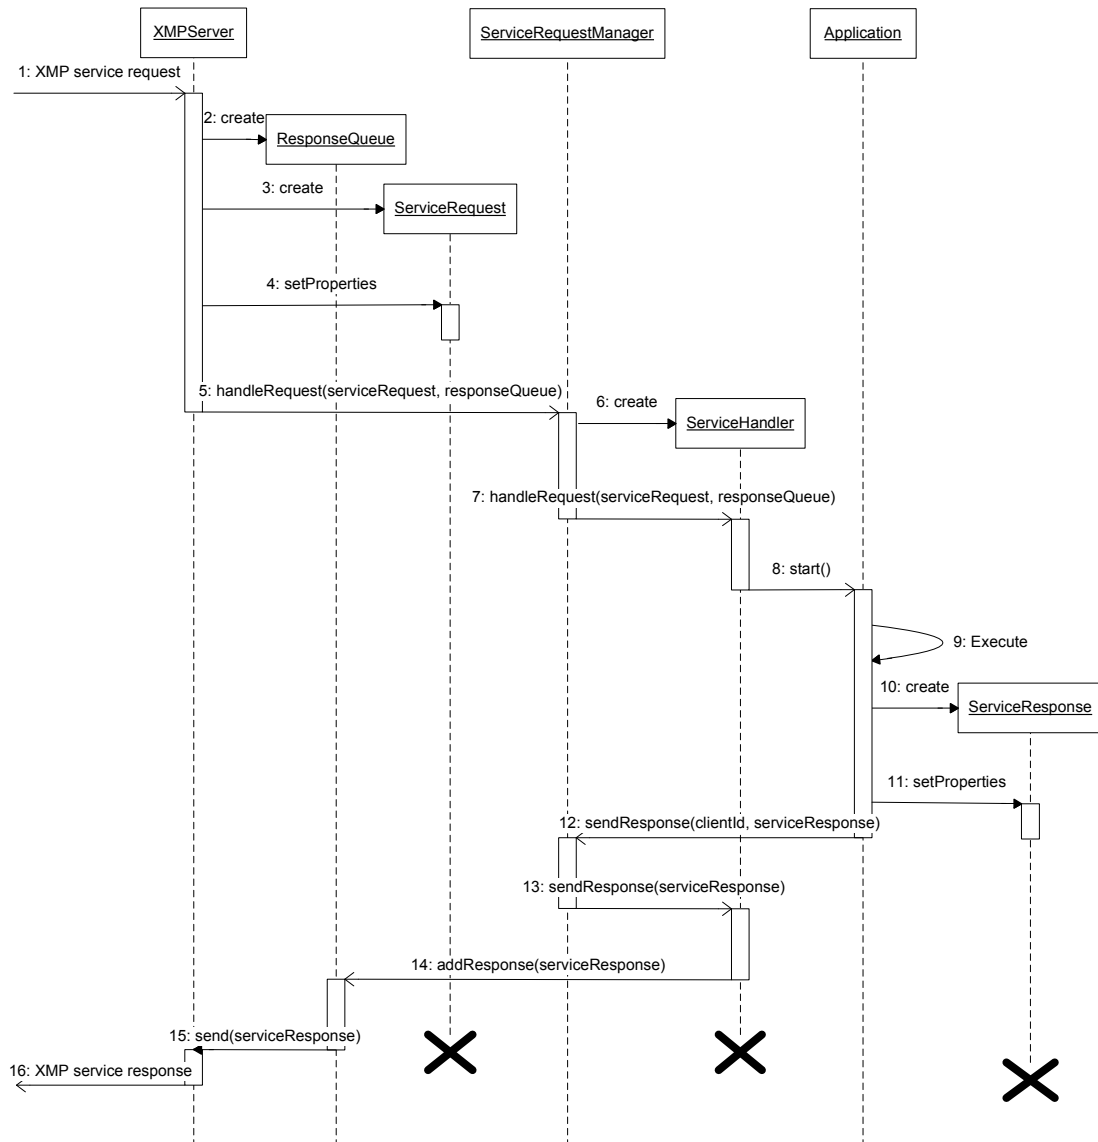 XMPServer
ServiceRequestManager
Application
1: XMP service request
2: create
ResponseQueue
3: create
ServiceRequest
4: setProperties
5: handleRequest(serviceRequest, responseQueue)
6: create
ServiceHandler
7: handleRequest(serviceRequest, responseQueue)
8: start()
9: Execute
10: create
ServiceResponse
11: setProperties
12: sendResponse(clientId, serviceResponse)
13: sendResponse(serviceResponse)
14: addResponse(serviceResponse)
15: send(serviceResponse)
16: XMP service response